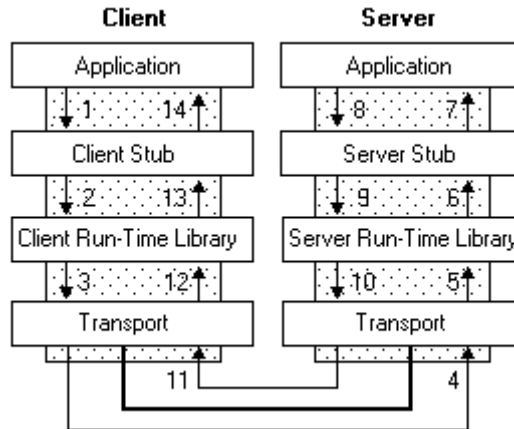 Client Server
Application Application
1 14 8 7
Client Stub Server Stub
2 13 9 6
Client Run-Time Library Server Run-Time Library
3 12 10 5
Transport Transport
11 4